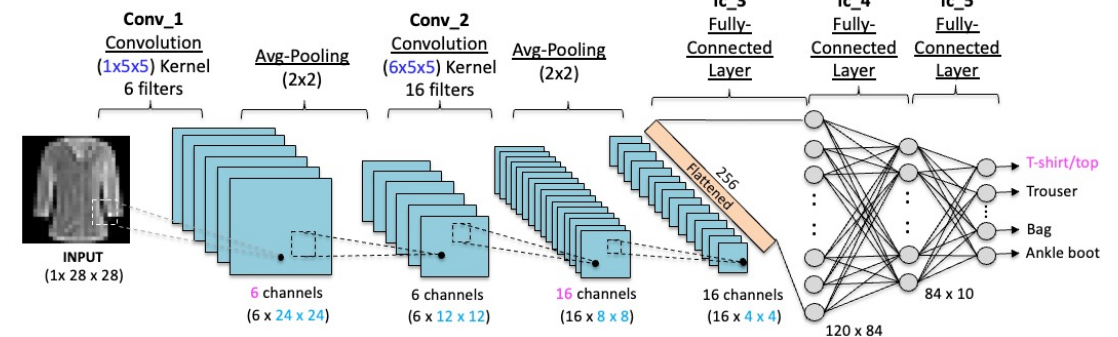 Conv_1
Convolution
(1x5x5) Kernel
6 filters
Avg-Pooling
(2x2)
Conv_2
Convolution
(6x5x5) Kernel
16 filters
Avg-Pooling
(2x2)
fc_3
Fully-
Connected
Layer
fc_4
Fully-
Connected
Layer
fc_5
Fully-
Connected
Layer
INPUT
(1x 28 x 28)
6 channels
(6 x 24 x 24)
6 channels
(6 x 12 x 12)
16 channels
(16 x 8 x 8)
16 channels
(16 x 4 x 4)
256
Flattened
120 x 84
84 x 10
T-shirt/top
Trouser
Bag
Ankle boot